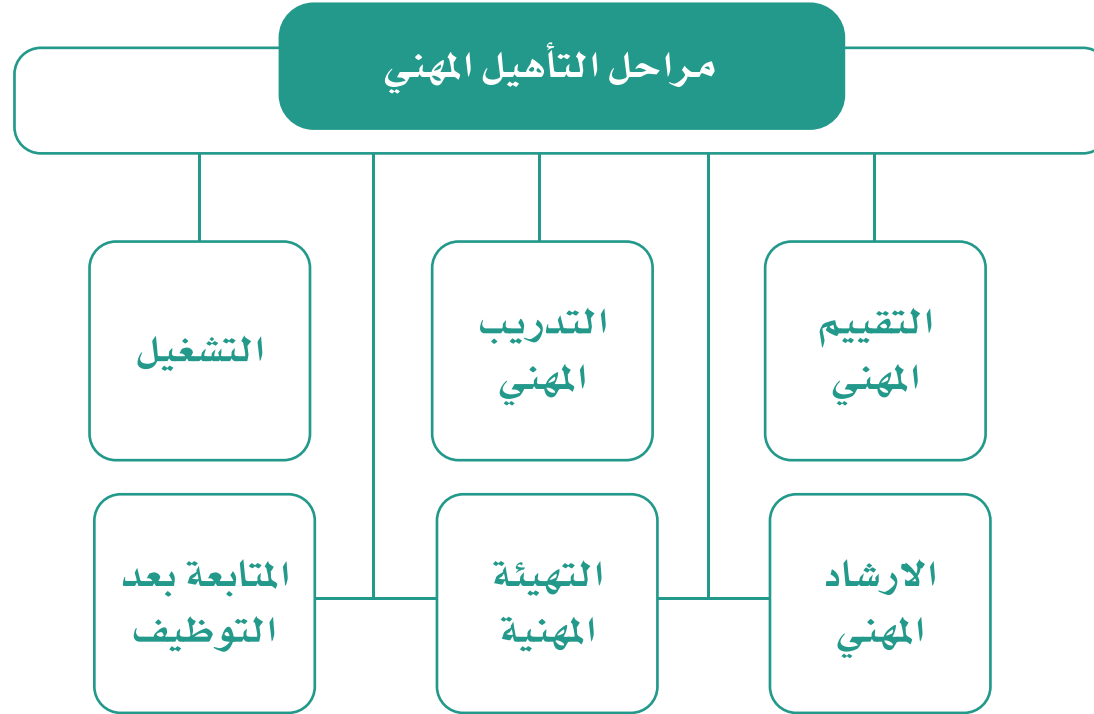 مراحل التأهيل المهني
التقييم
المهني
التدريب
المهني
التشغيل
الارشاد
المهني
التهيئة
المهنية
المتابعة بعد
التوظيف